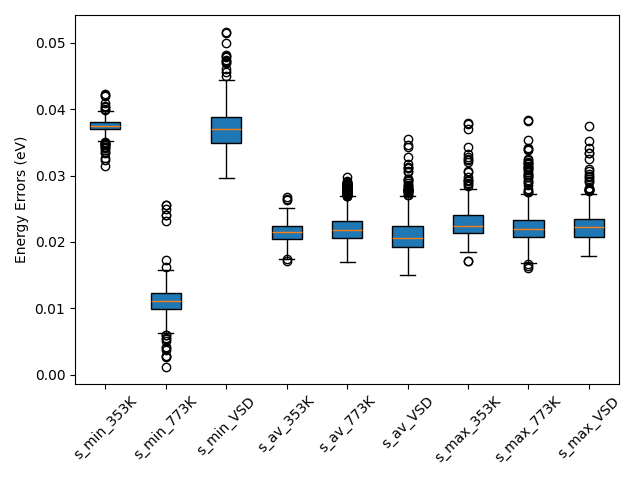 Energy Errors (eV)
0.05
0.04
0.03
0.02
0.01
0.00
s_min_353K
s_min_773K
s_min_VSD
s_av_353K
s_av_773K
s_av_VSD
s_max_353K
s_max_773K
s_max_VSD